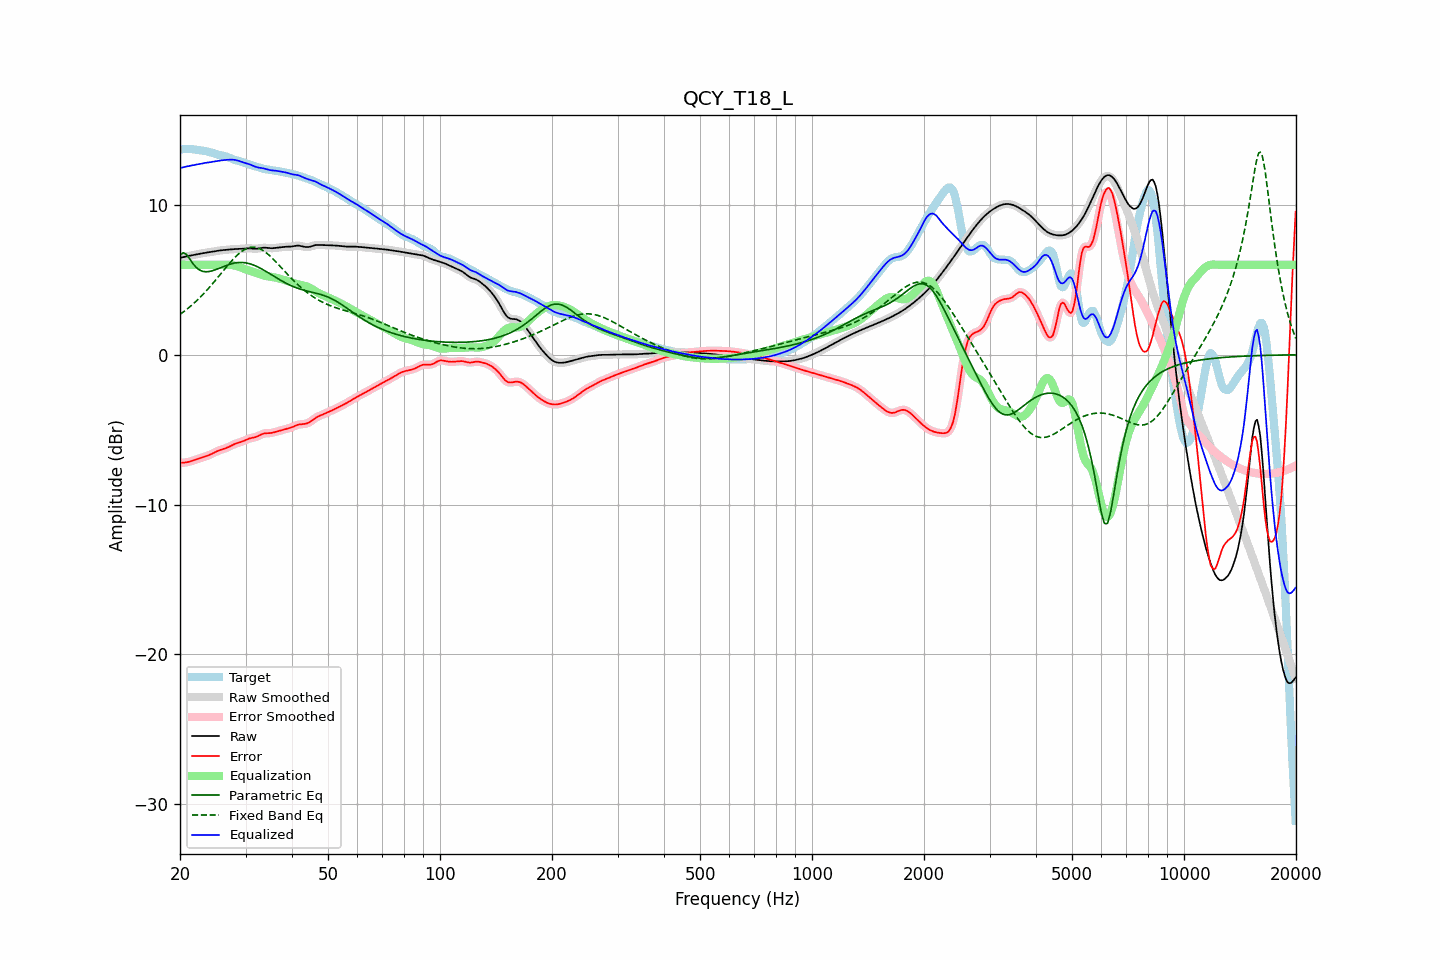 QCY_T18_L
Amplitude (dBr)
10
0
−10
−20
−30
Target
Raw Smoothed
Error Smoothed
Raw
Error
Equalization
Parametric Eq
Fixed Band Eq
Equalized
20 50 100 200 500 1000 2000 5000 10000 20000
Frequency (Hz)